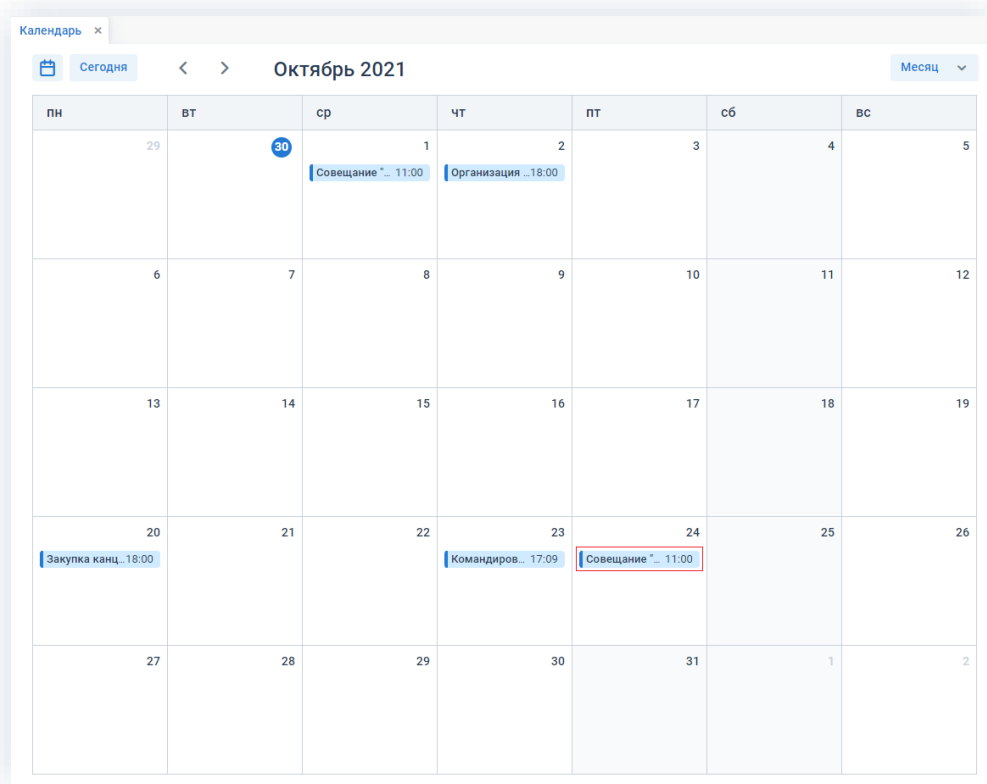 Календарь ×
Сегодня Октябрь 2021 Месяц
пн вт ср чт пт сб вс
29 30 1 2 3 4 5
Совещание "... 11:00 Организация ...18:00
6 7 8 9 10 11 12
13 14 15 16 17 18 19
20 21 22 23 24 25 26
Закупка канц...18:00 Командиров... 17:09 Совещание "... 11:00
27 28 29 30 31 1 2